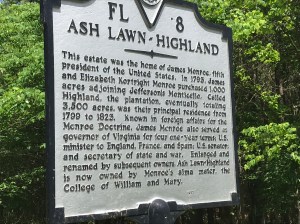 FL 8
ASH LAWN-HIGHLAND
This estate was the home of James Monroe, fifth
president of the United States. In 1793, James
and Elizabeth Kortright Monroe purchased 1,000
acres adjoining Jefferson's Monticello. Called
Highland, the plantation, eventually totaling
3,500 acres, was their principal residence from
1799 to 1823. Known in foreign affairs for the
Monroe Doctrine, James Monroe also served as
governor of Virginia for four one-year terms, U.S.
minister to England, France, and Spain; U.S. senator;
and secretary of state and war. Enlarged and
renamed by subsequent owners, Ash Lawn-Highland
is now owned by Monroe's alma mater, the
College of William and Mary.